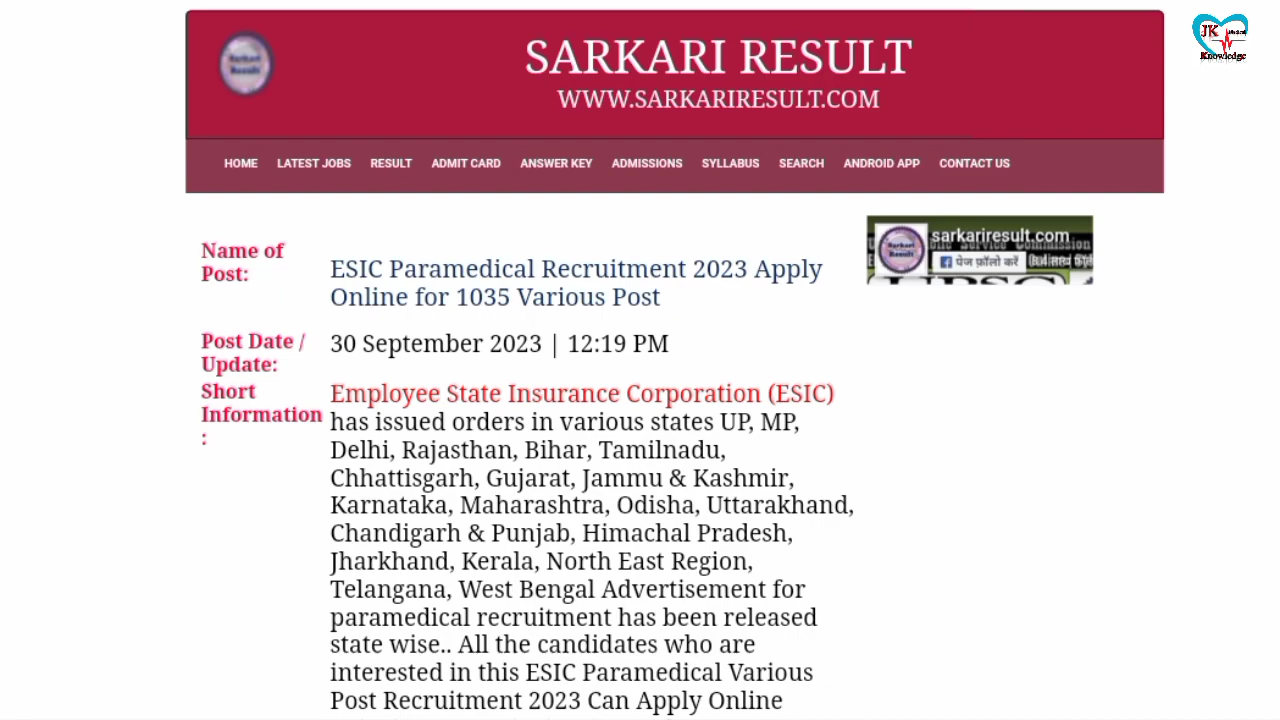 SARKARI RESULT
WWW.SARKARIRESULT.COM
JK
Knowledge
Sarkari
Result
HOME LATEST JOBS RESULT ADMIT CARD ANSWER KEY ADMISSIONS SYLLABUS SEARCH ANDROID APP CONTACT US
sarkariresult.com
पेज फ़ॉलो करें
Name of
Post:
ESIC Paramedical Recruitment 2023 Apply
Online for 1035 Various Post
Post Date /
Update:
30 September 2023 | 12:19 PM
Short
Information
:
Employee State Insurance Corporation (ESIC)
has issued orders in various states UP, MP,
Delhi, Rajasthan, Bihar, Tamilnadu,
Chhattisgarh, Gujarat, Jammu & Kashmir,
Karnataka, Maharashtra, Odisha, Uttarakhand,
Chandigarh & Punjab, Himachal Pradesh,
Jharkhand, Kerala, North East Region,
Telangana, West Bengal Advertisement for
paramedical recruitment has been released
state wise.. All the candidates who are
interested in this ESIC Paramedical Various
Post Recruitment 2023 Can Apply Online